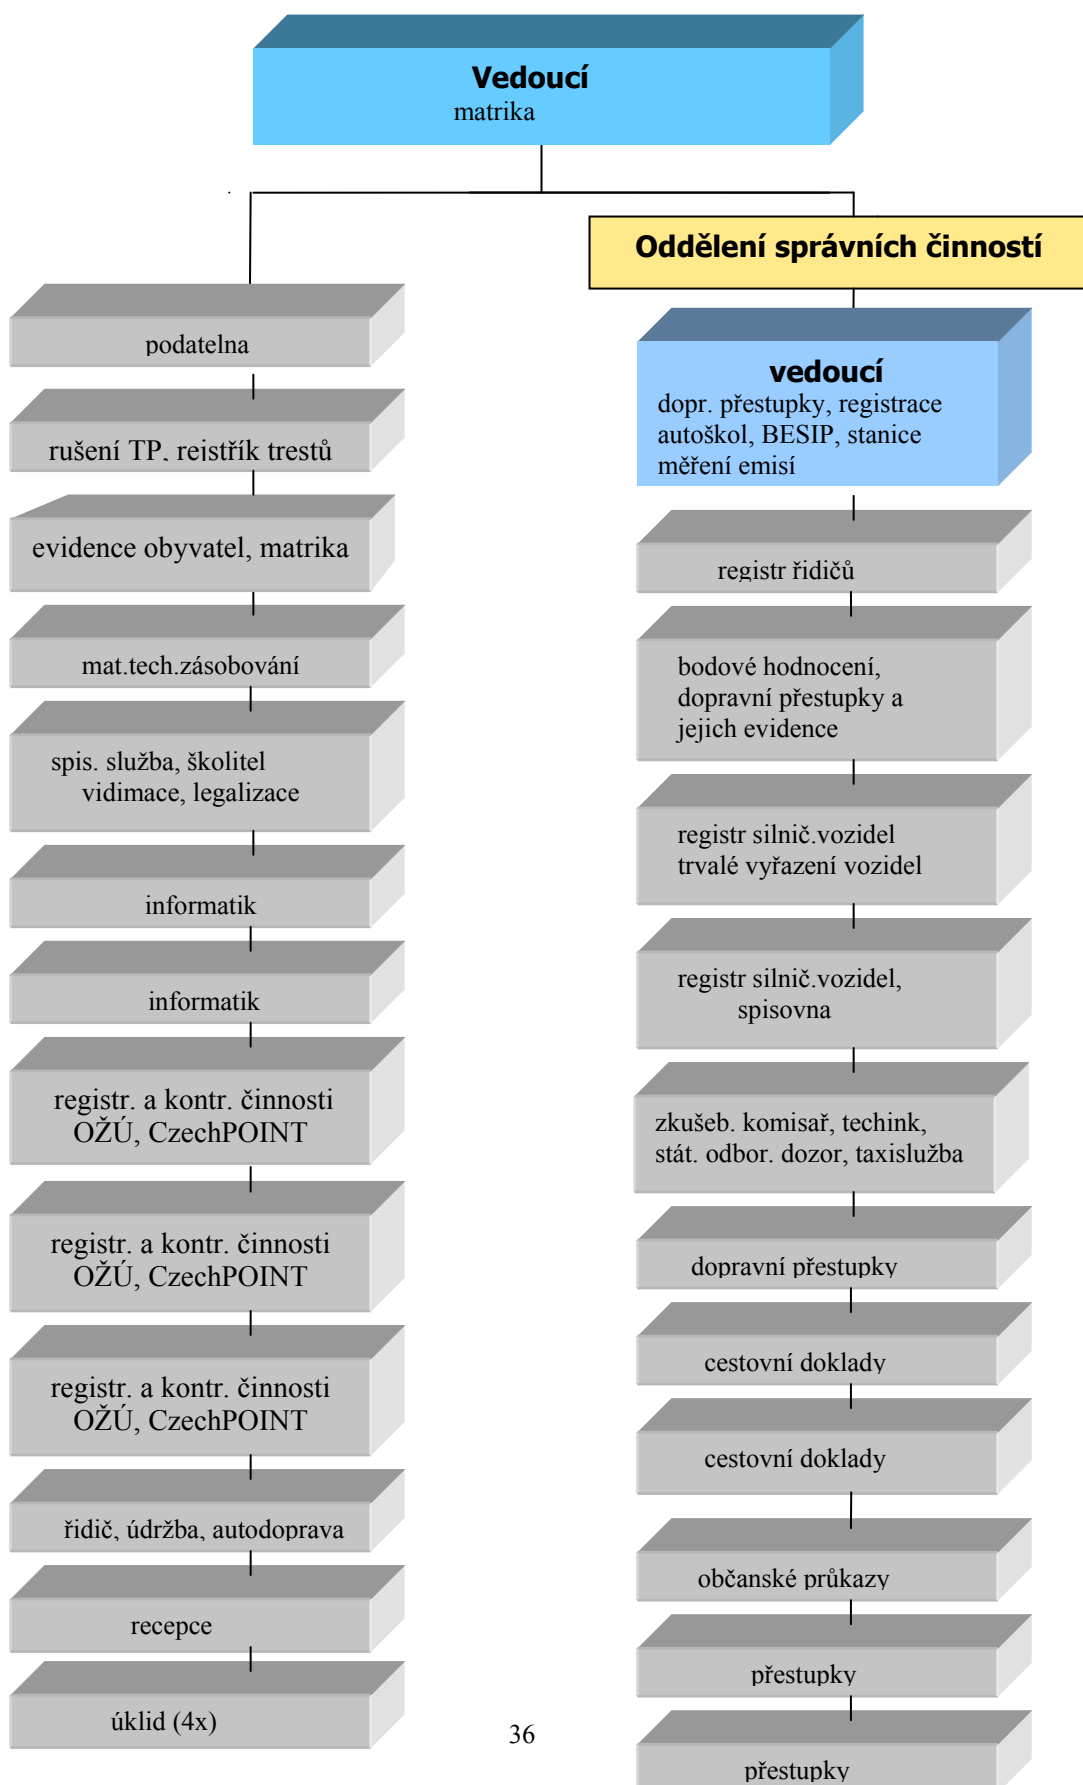 Vedoucí
matrika
Oddělení správních činností
podatelna
rušení TP, rejstřík trestů
evidence obyvatel, matrika
mat.tech.zásobování
spis. služba, školitel
vidimace, legalizace
informatik
informatik
registr. a kontr. činnosti
OŽÚ, CzechPOINT
registr. a kontr. činnosti
OŽÚ, CzechPOINT
registr. a kontr. činnosti
OŽÚ, CzechPOINT
řidič, údržba, autodoprava
recepce
úklid (4x)
vedoucí
dopr. přestupky, registrace
autoškol, BESIP, stanice
měření emisí
registr řidičů
bodové hodnocení,
dopravní přestupky a
jejich evidence
registr silnič.vozidel
trvalé vyřazení vozidel
registr silnič.vozidel,
spisovna
zkušeb. komisař, techink,
stát. odbor. dozor, taxislužba
dopravní přestupky
cestovní doklady
cestovní doklady
občanské průkazy
přestupky
přestupky
36